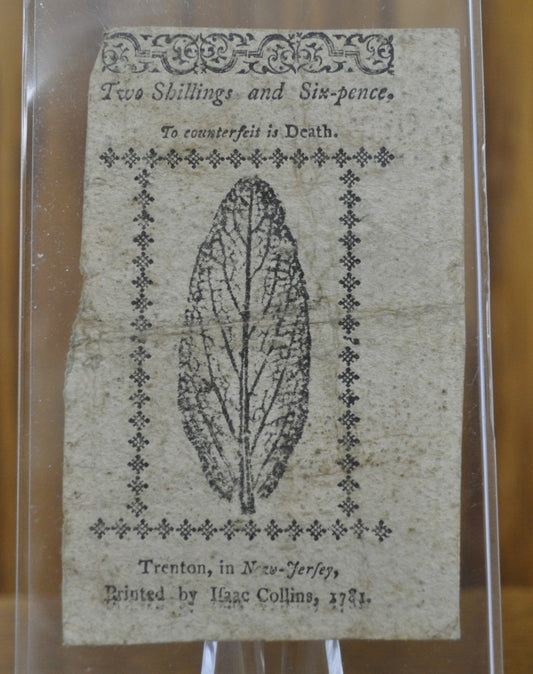 Two Shillings and Six-pence.
To counterfeit is Death.
Trenton, in New-Jerſey,
Printed by Iſaac Collins, 1781.